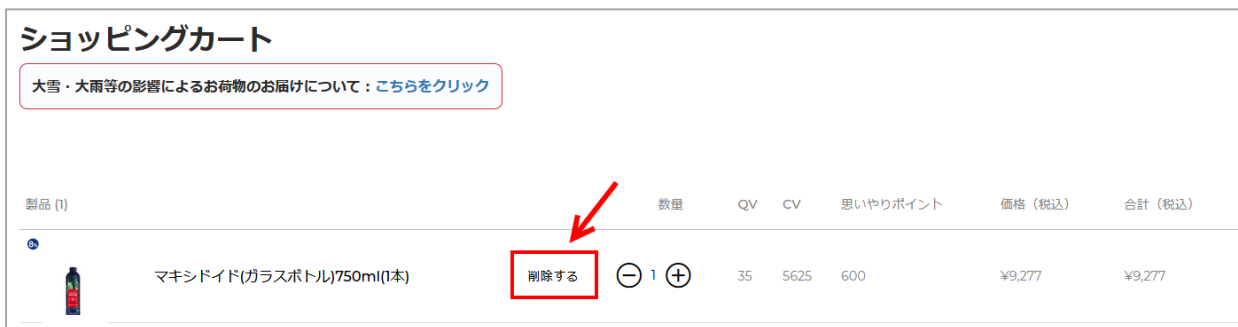 ショッピングカート
大雪・大雨等の影響によるお荷物のお届けについて：こちらをクリック
製品 (1) 数量 QV CV 思いやりポイント 価格（税込） 合計（税込）
8%
マキシドイド(ガラスボトル)750ml(1本) 削除する 1 35 5625 600 ¥9,277 ¥9,277